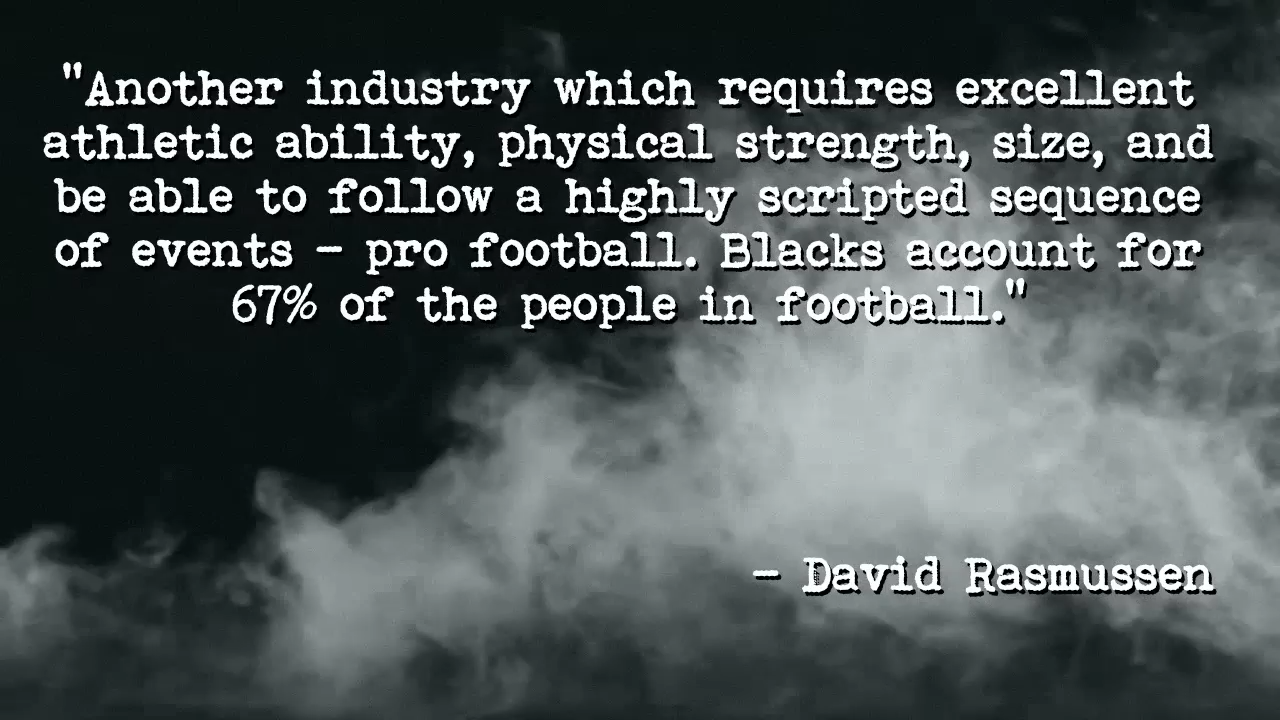 "Another industry which requires excellent
athletic ability, physical strength, size, and
be able to follow a highly scripted sequence
of events - pro football. Blacks account for
67% of the people in football."
- David Rasmussen